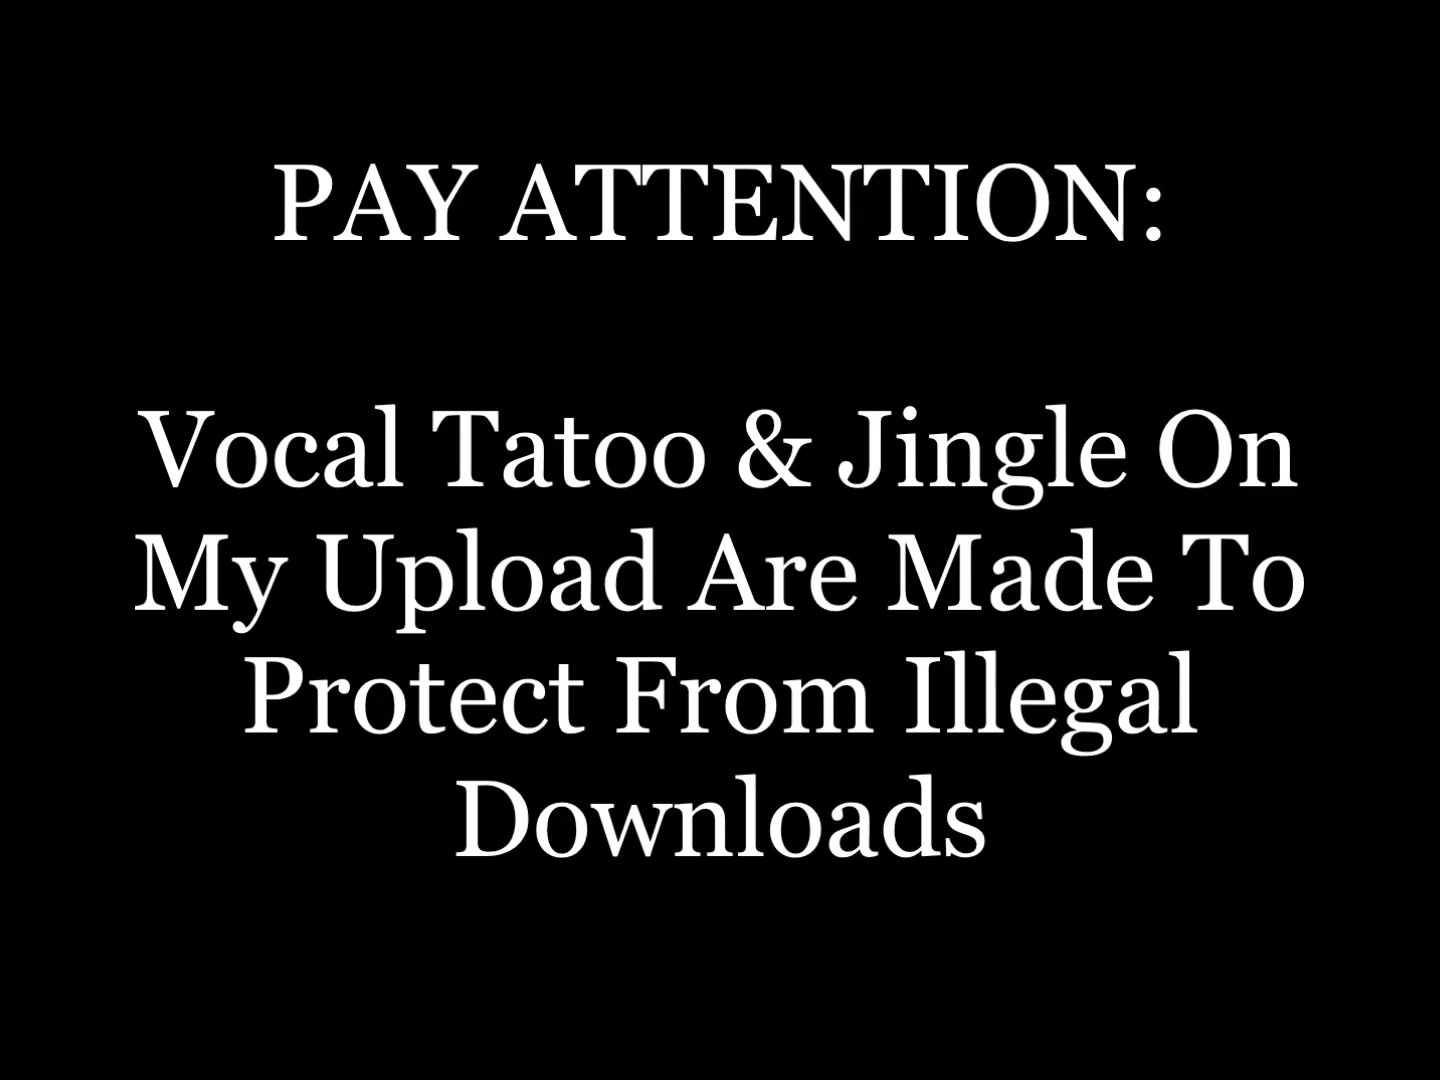 PAY ATTENTION:
Vocal Tatoo & Jingle On
My Upload Are Made To
Protect From Illegal
Downloads